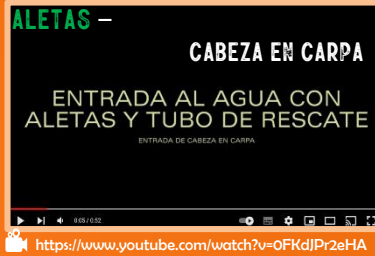 ALETAS –
CABEZA EN CARPA
ENTRADA AL AGUA CON
ALETAS Y TUBO DE RESCATE
ENTRADA DE CABEZA EN CARPA
0:05 / 0:52
https://www.youtube.com/watch?v=0FKdJPr2eHA